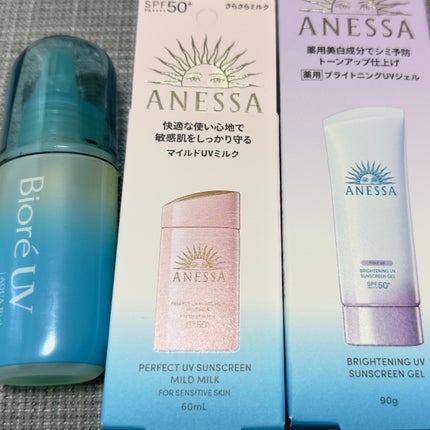 Bioré UV
SPF50+
さらさらミルク
ANESSA
快適な使い心地で
敏感肌をしっかり守る
マイルドUVミルク
ANESSA
SPF50+
PERFECT UV SUNSCREEN
MILD MILK
FOR SENSITIVE SKIN
60mL
ANESSA
薬用美白成分でシミ予防
トーンアップ仕上げ
薬用 ブライトニングUVジェル
ANESSA
BRIGHTENING UV
SUNSCREEN GEL
SPF50+
BRIGHTENING UV
SUNSCREEN GEL
90g